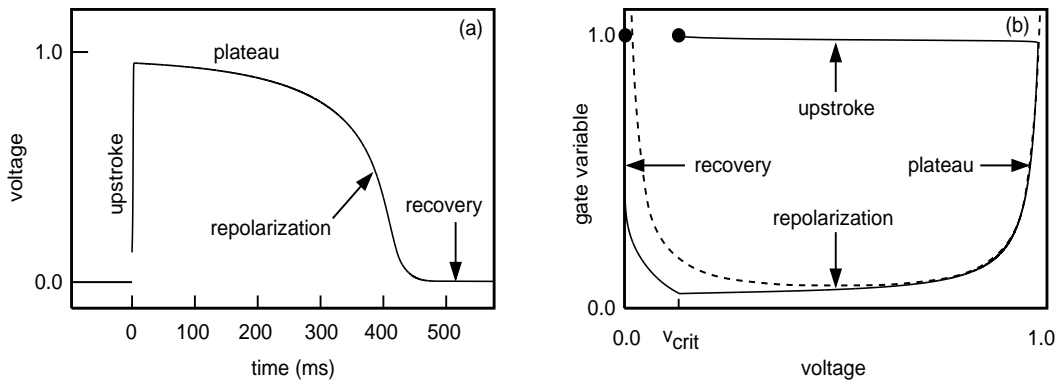 (a)
1.0
plateau
voltage
upstroke
repolarization
recovery
0.0
0 100 200 300 400 500
time (ms)
(b)
1.0
upstroke
gate variable
recovery
plateau
repolarization
0.0
0.0 vcrit 1.0
voltage